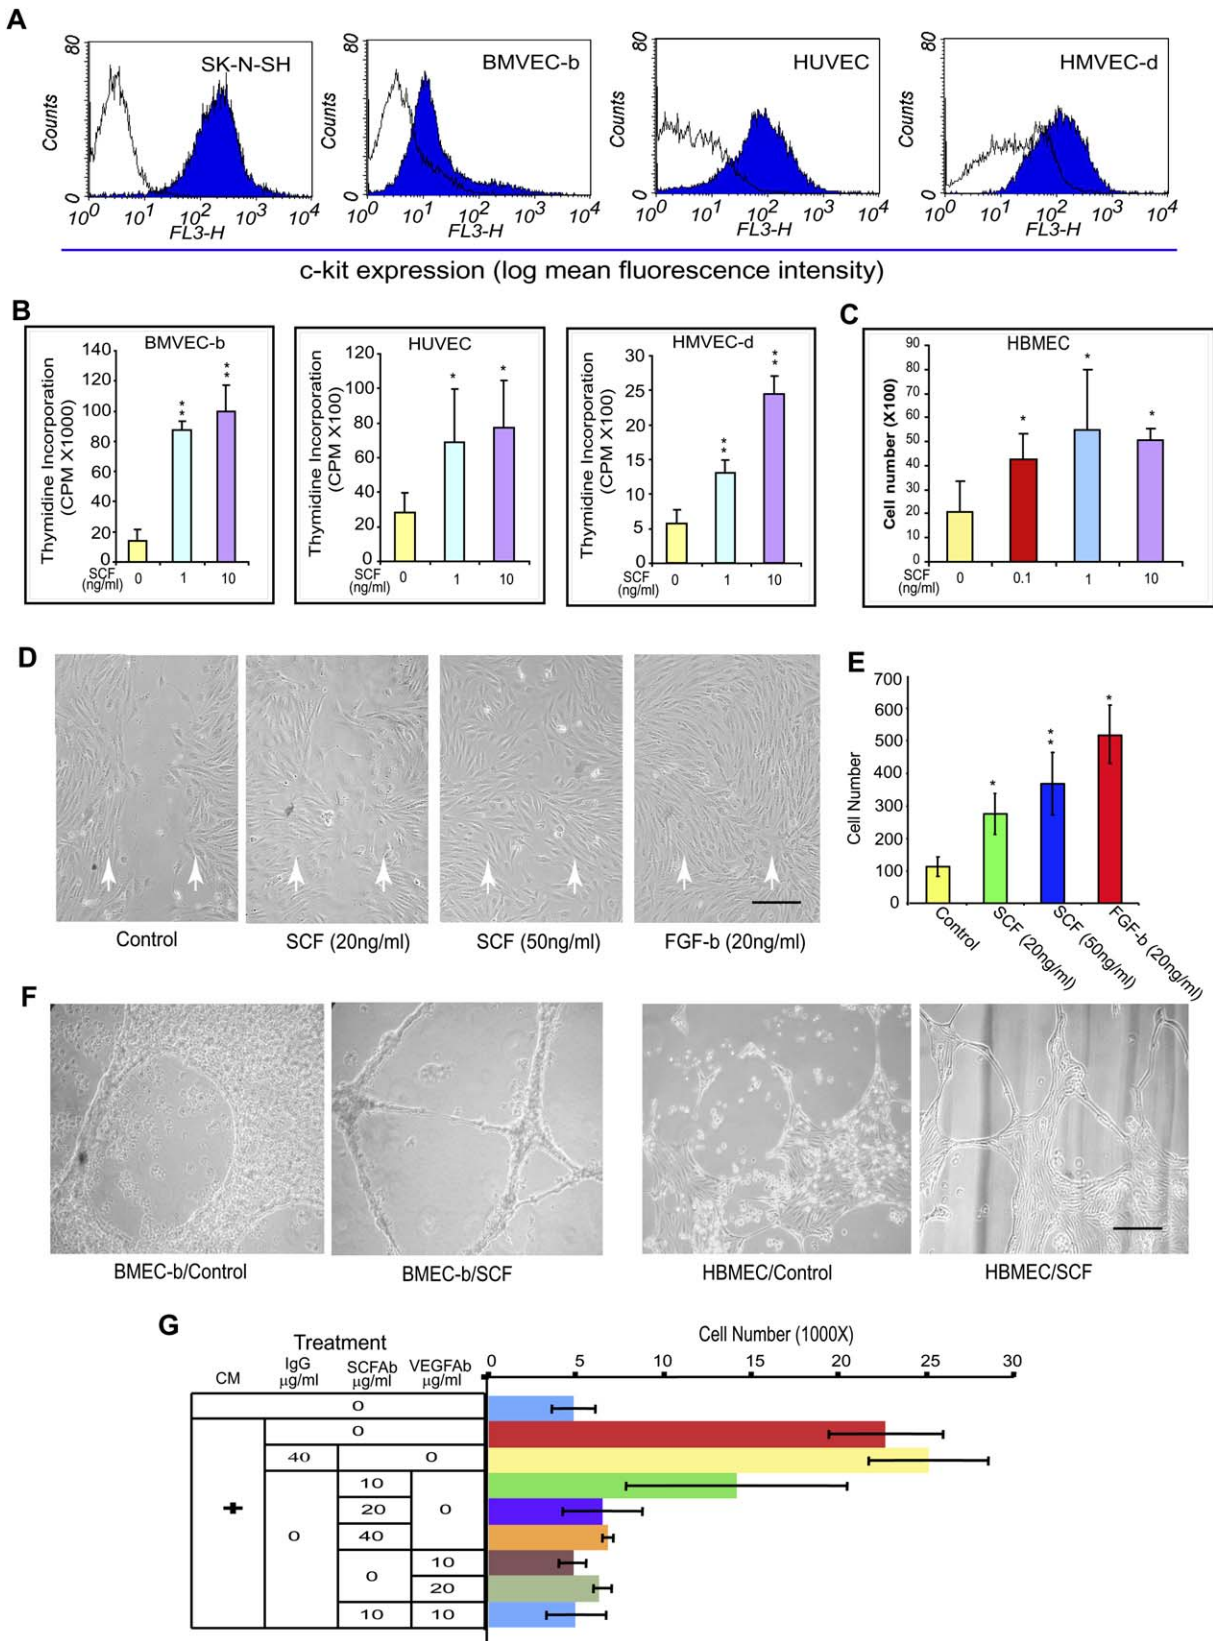 A
80
Counts
0
SK-N-SH
10^0 10^1 10^2 10^3 10^4
FL3-H
80
Counts
0
BMVEC-b
10^0 10^1 10^2 10^3 10^4
FL3-H
80
Counts
0
HUVEC
10^0 10^1 10^2 10^3 10^4
FL3-H
80
Counts
0
HMVEC-d
10^0 10^1 10^2 10^3 10^4
FL3-H
c-kit expression (log mean fluorescence intensity)
B
BMVEC-b
Thymidine Incorporation
(CPM X1000)
140
120
100
80
60
40
20
0
**
**
SCF
(ng/ml)
0 1 10
HUVEC
Thymidine Incorporation
(CPM X100)
120
100
80
60
40
20
0
* *
SCF
(ng/ml)
0 1 10
HMVEC-d
Thymidine Incorporation
(CPM X100)
30
25
20
15
10
5
0
**
**
SCF
(ng/ml)
0 1 10
C
HBMEC
Cell number (X100)
90
80
70
60
50
40
30
20
10
0
* * *
SCF
(ng/ml)
0 0.1 1 10
D
Control
SCF (20ng/ml)
SCF (50ng/ml)
FGF-b (20ng/ml)
E
Cell Number
700
600
500
400
300
200
100
0
* ** *
Control
SCF (20ng/ml)
SCF (50ng/ml)
FGF-b (20ng/ml)
F
BMEC-b/Control
BMEC-b/SCF
HBMEC/Control
HBMEC/SCF
G
Treatment
Cell Number (1000X)
CM
IgG
μg/ml
SCFAb
μg/ml
VEGFAb
μg/ml
0 5 10 15 20 25 30
0
+
0
40 0
0
10
20
40
0
0
10
20
10 10